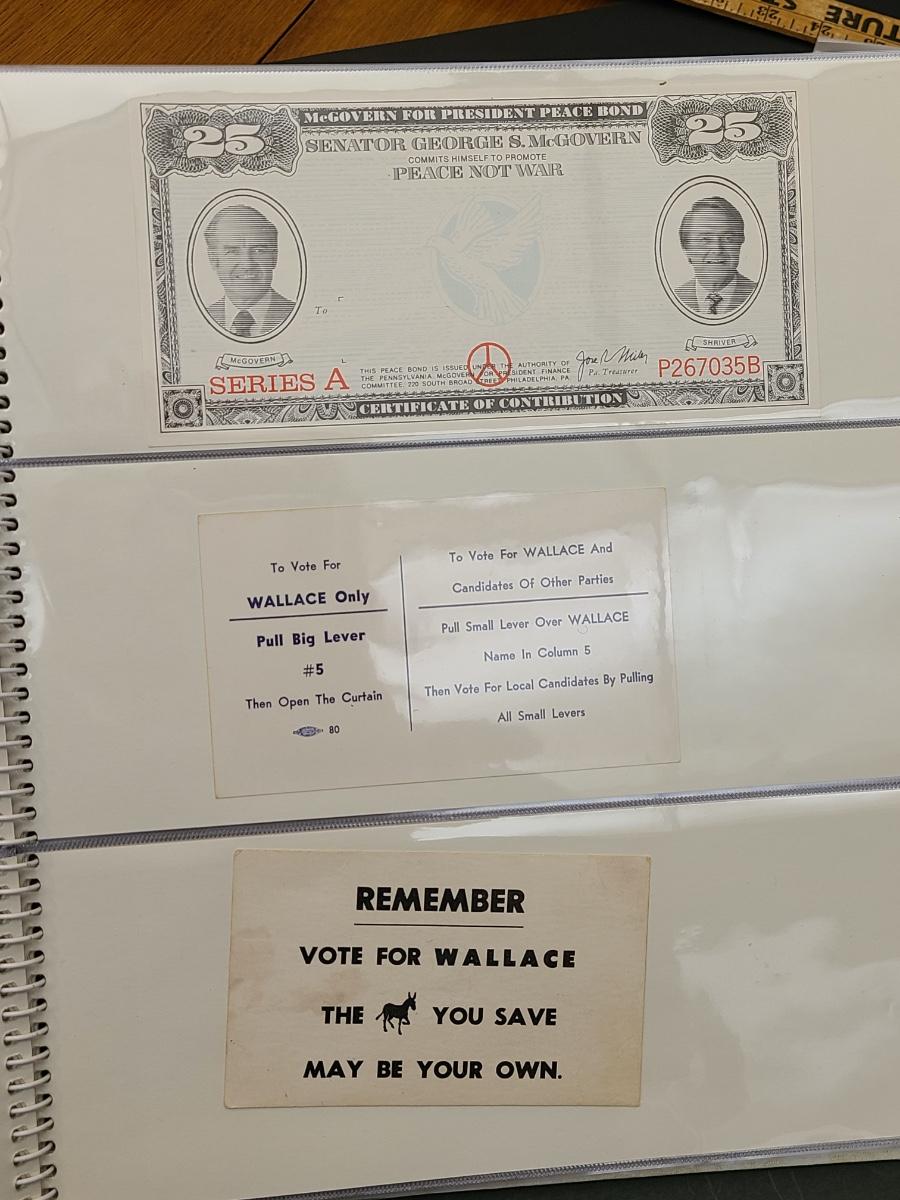 TURE
ST
23
24
McGOVERN FOR PRESIDENT PEACE BOND
25
25
SENATOR GEORGE S. McGOVERN
COMMITS HIMSELF TO PROMOTE
PEACE NOT WAR
To
McGOVERN
SHRIVER
SERIES A
THIS PEACE BOND IS ISSUED UNDER THE AUTHORITY OF
THE PENNSYLVANIA McGOVERN FOR PRESIDENT FINANCE
COMMITTEE, 220 SOUTH BROAD STREET PHILADELPHIA, PA.
Pa. Treasurer
P267035B
CERTIFICATE OF CONTRIBUTION
To Vote For
WALLACE Only
Pull Big Lever
#5
Then Open The Curtain
80
To Vote For WALLACE And
Candidates Of Other Parties
Pull Small Lever Over WALLACE
Name In Column 5
Then Vote For Local Candidates By Pulling
All Small Levers
REMEMBER
VOTE FOR WALLACE
THE YOU SAVE
MAY BE YOUR OWN.